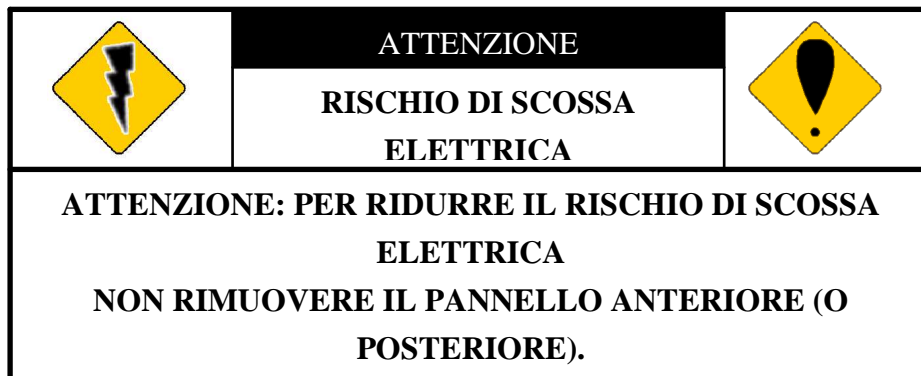 ATTENZIONE
RISCHIO DI SCOSSA
ELETTRICA
ATTENZIONE: PER RIDURRE IL RISCHIO DI SCOSSA
ELETTRICA
NON RIMUOVERE IL PANNELLO ANTERIORE (O
POSTERIORE).